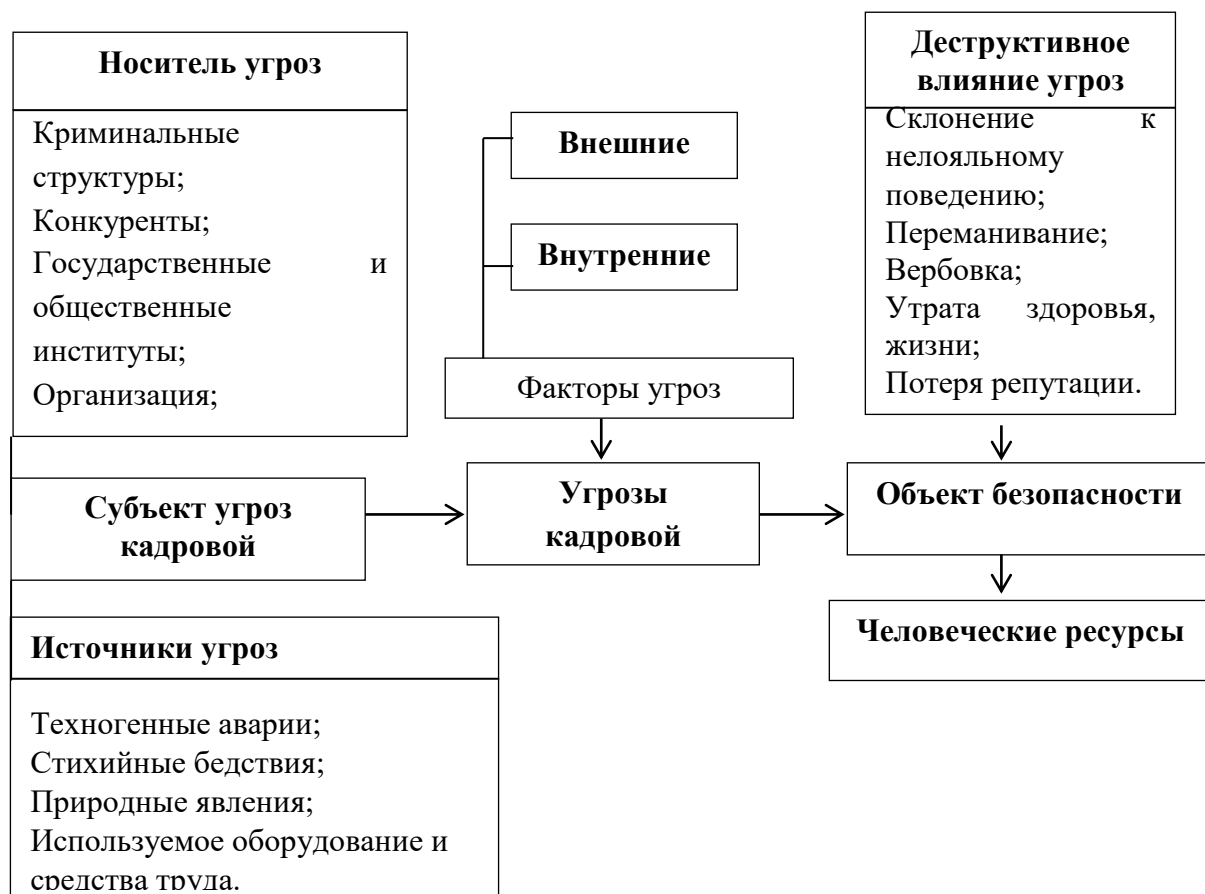 Носитель угроз
Криминальные
структуры;
Конкуренты;
Государственные и
общественные
институты;
Организация;
Внешние
Внутренние
Факторы угроз
Деструктивное
влияние угроз
Склонение к
нелояльному
поведению;
Переманивание;
Вербовка;
Утрата здоровья,
жизни;
Потеря репутации.
Субъект угроз
кадровой
Угрозы
кадровой
Объект безопасности
Человеческие ресурсы
Источники угроз
Техногенные аварии;
Стихийные бедствия;
Природные явления;
Используемое оборудование и
средства труда.